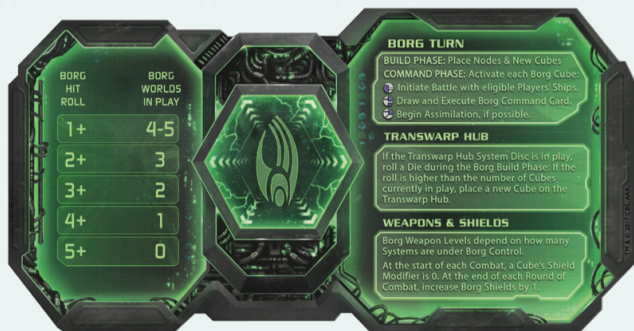 BORG HIT ROLL
BORG WORLDS IN PLAY
1+ 4-5
2+ 3
3+ 2
4+ 1
5+ 0
BORG TURN
BUILD PHASE: Place Nodes & New Cubes
COMMAND PHASE: Activate each Borg Cube:
Initiate Battle with eligible Players' Ships.
Draw and Execute Borg Command Card.
Begin Assimilation, if possible.
TRANSWARP HUB
If the Transwarp Hub System Disc is in play,
roll a Die during the Borg Build Phase: If the
roll is higher than the number of Cubes
currently in play, place a new Cube on the
Transwarp Hub.
WEAPONS & SHIELDS
Borg Weapon Levels depend on how many
Systems are under Borg Control.
At the start of each Combat, a Cube's Shield
Modifier is 0. At the end of each Round of
Combat, increase Borg Shields by 1.